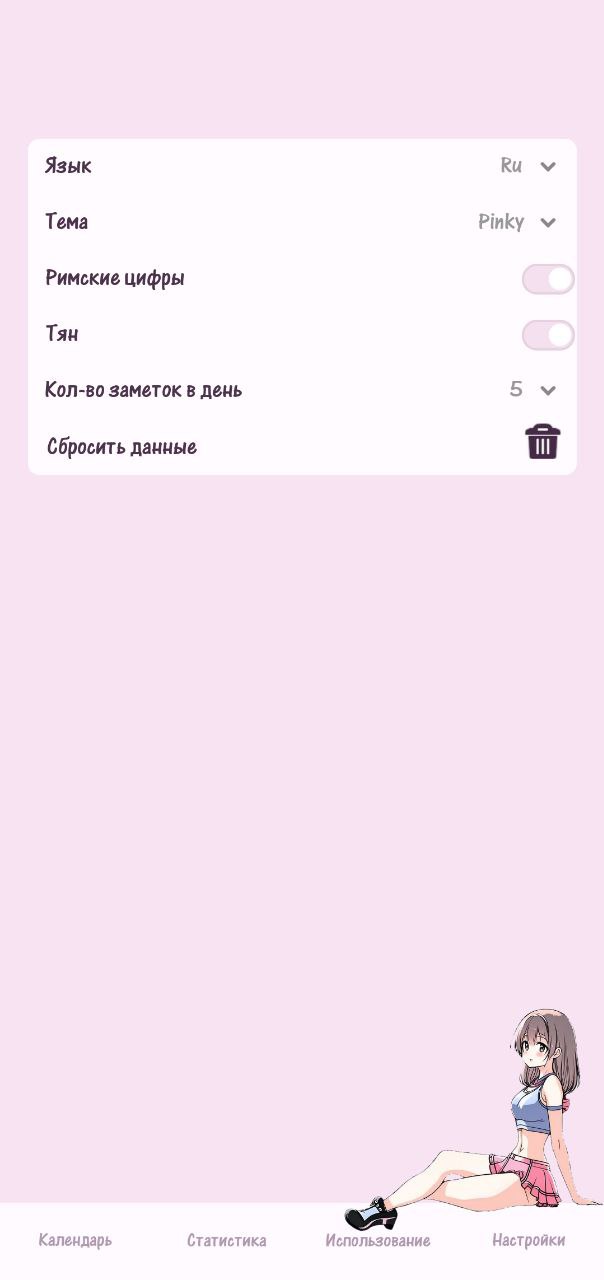 Язык Ru
Тема Pinky
Римские цифры
Тян
Кол-во заметок в день 5
Сбросить данные
Календарь Статистика Использование Настройки